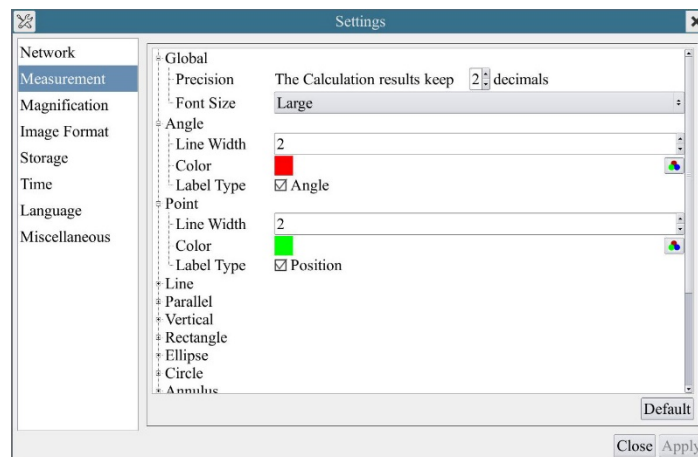 Settings
Network
Measurement
Magnification
Image Format
Storage
Time
Language
Miscellaneous
Global
Precision The Calculation results keep 2 decimals
Font Size Large
Angle
Line Width 2
Color
Label Type Angle
Point
Line Width 2
Color
Label Type Position
Line
Parallel
Vertical
Rectangle
Ellipse
Circle
Annulus
Default
Close Apply